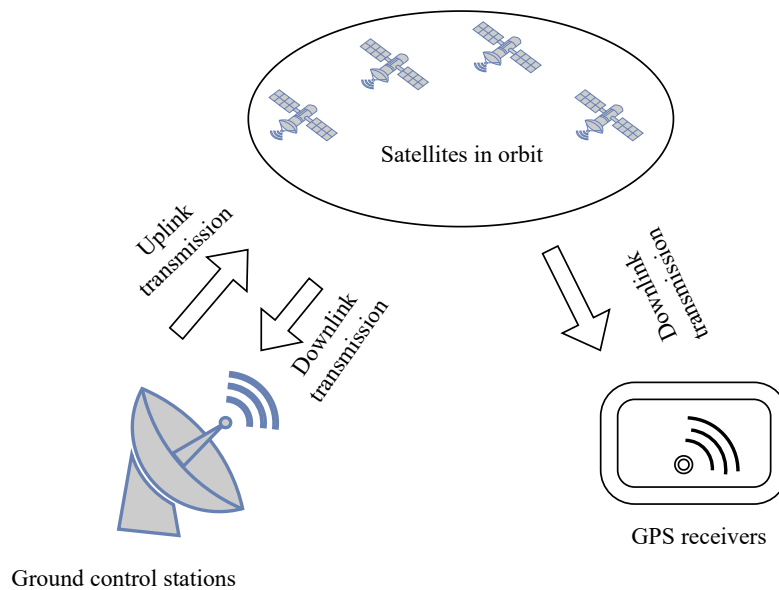 Satellites in orbit
Uplink
transmission
Downlink
transmission
Downlink
transmission
GPS receivers
Ground control stations